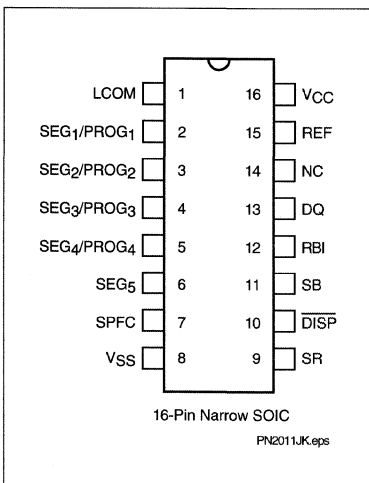 LCOM 1 16 VCC
SEG1/PROG1 2 15 REF
SEG2/PROG2 3 14 NC
SEG3/PROG3 4 13 DQ
SEG4/PROG4 5 12 RBI
SEG5 6 11 SB
SPFC 7 10 DISP
VSS 8 9 SR
16-Pin Narrow SOIC
PN2011JK.eps